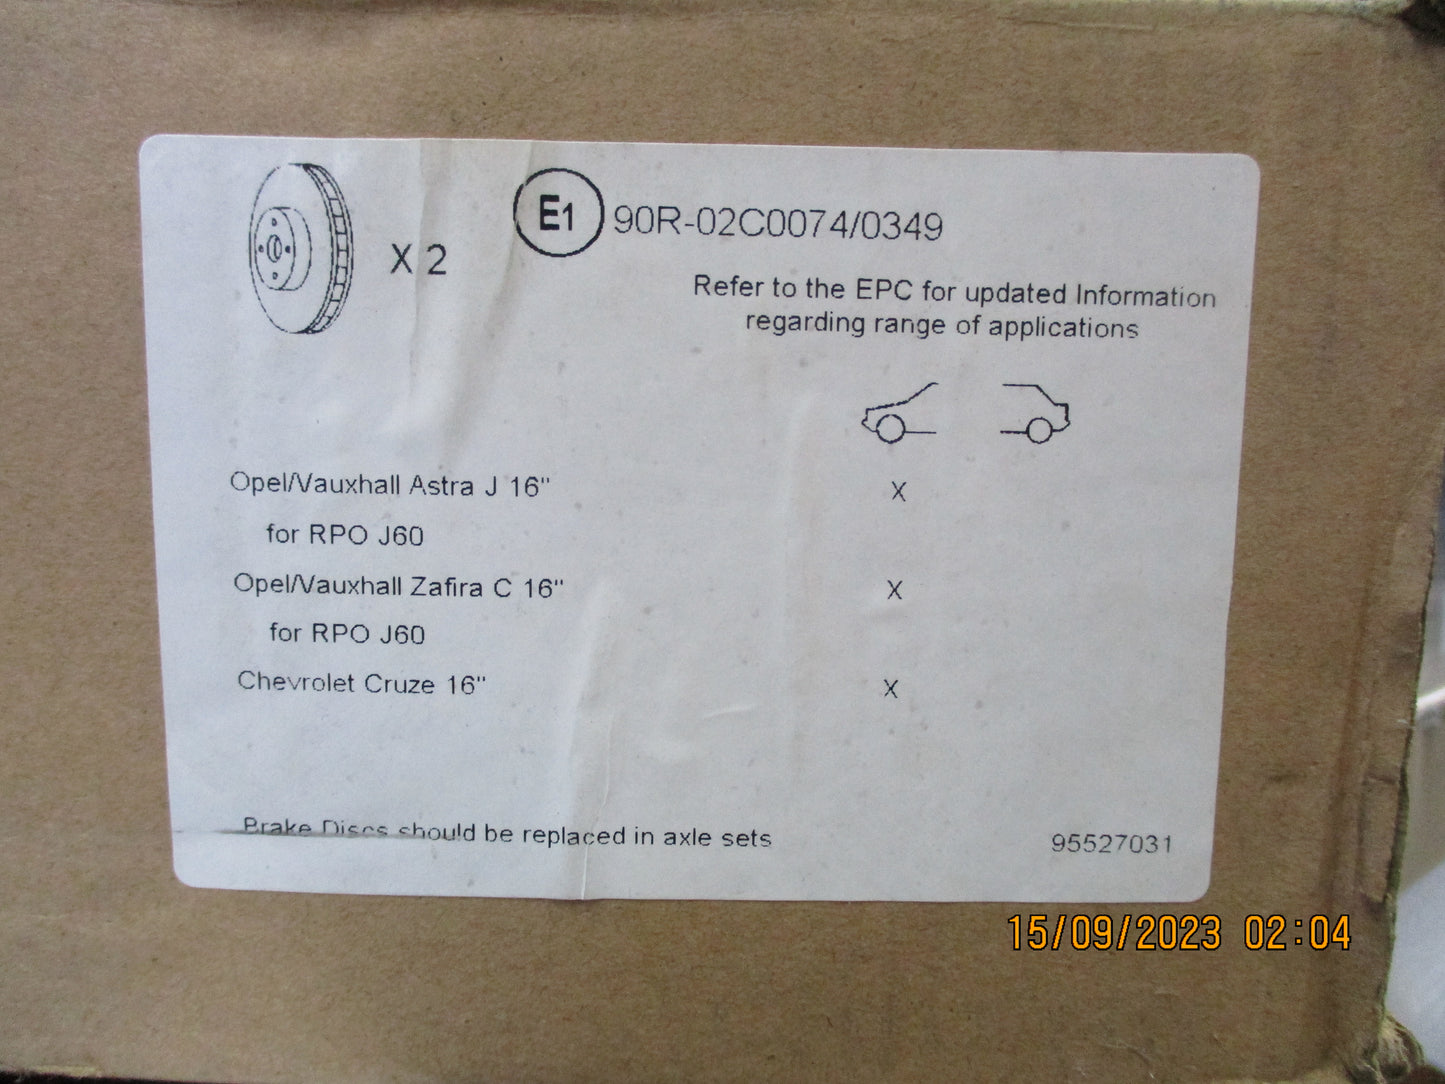 X 2
E1 90R-02C0074/0349
Refer to the EPC for updated Information
regarding range of applications
Opel/Vauxhall Astra J 16" X
for RPO J60
Opel/Vauxhall Zafira C 16" X
for RPO J60
Chevrolet Cruze 16" X
Brake Discs should be replaced in axle sets 95527031
15/09/2023 02:04